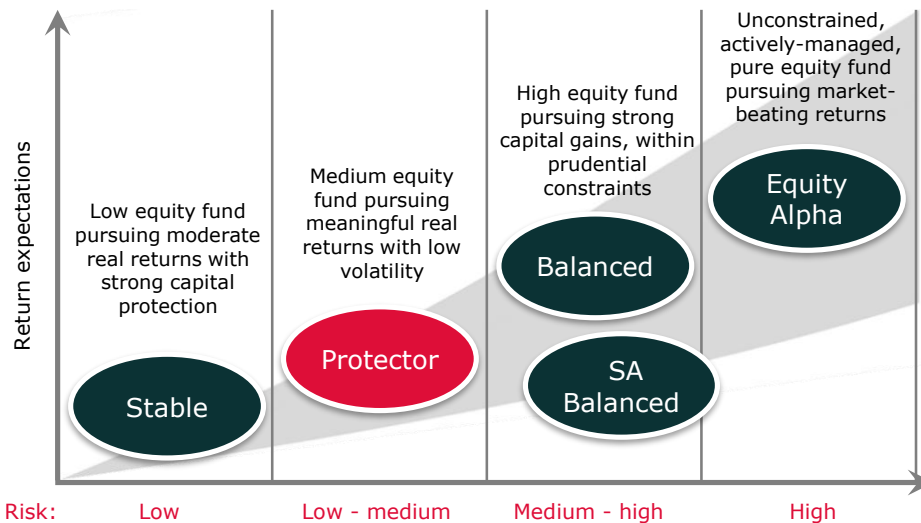 Return expectations
Low equity fund
pursuing moderate
real returns with
strong capital
protection
Stable
Medium equity
fund pursuing
meaningful real
returns with low
volatility
Protector
High equity fund
pursuing strong
capital gains, within
prudential
constraints
Balanced
SA
Balanced
Unconstrained,
actively-managed,
pure equity fund
pursuing market-
beating returns
Equity
Alpha
Risk:
Low
Low - medium
Medium - high
High